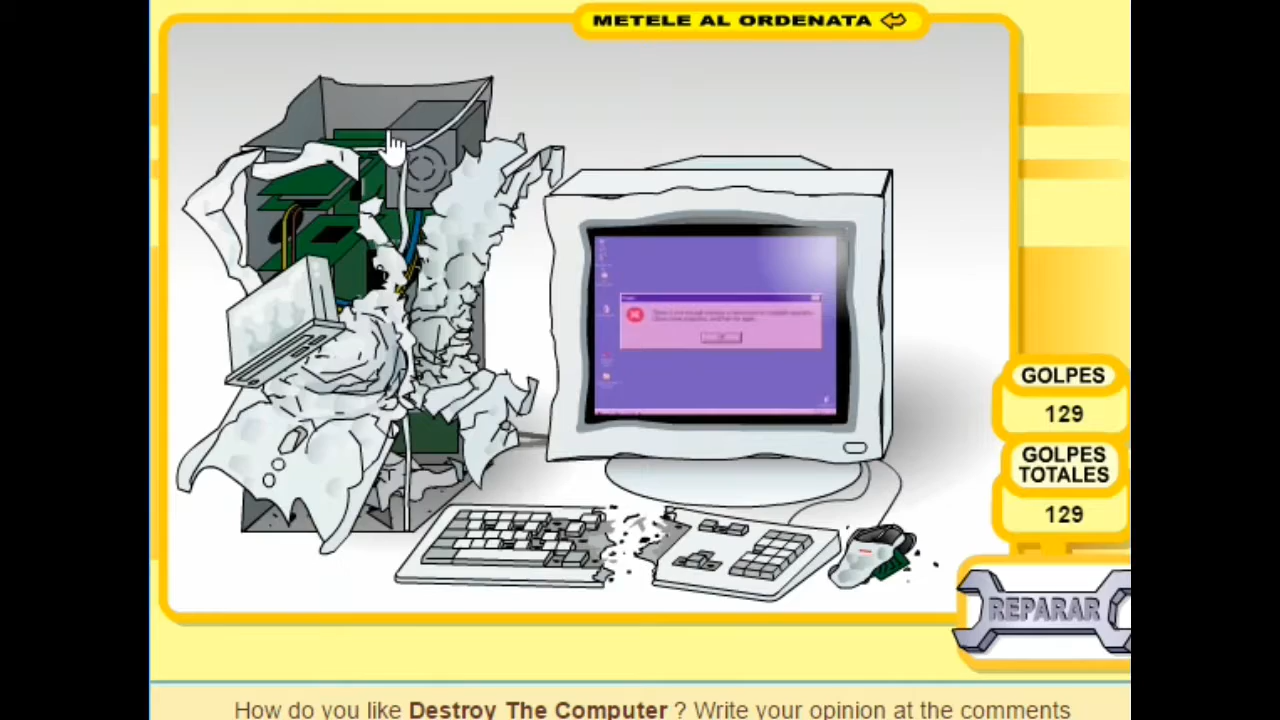 METELE AL ORDENATA
GOLPES
129
GOLPES
TOTALES
129
REPARAR
How do you like Destroy The Computer ? Write your opinion at the comments